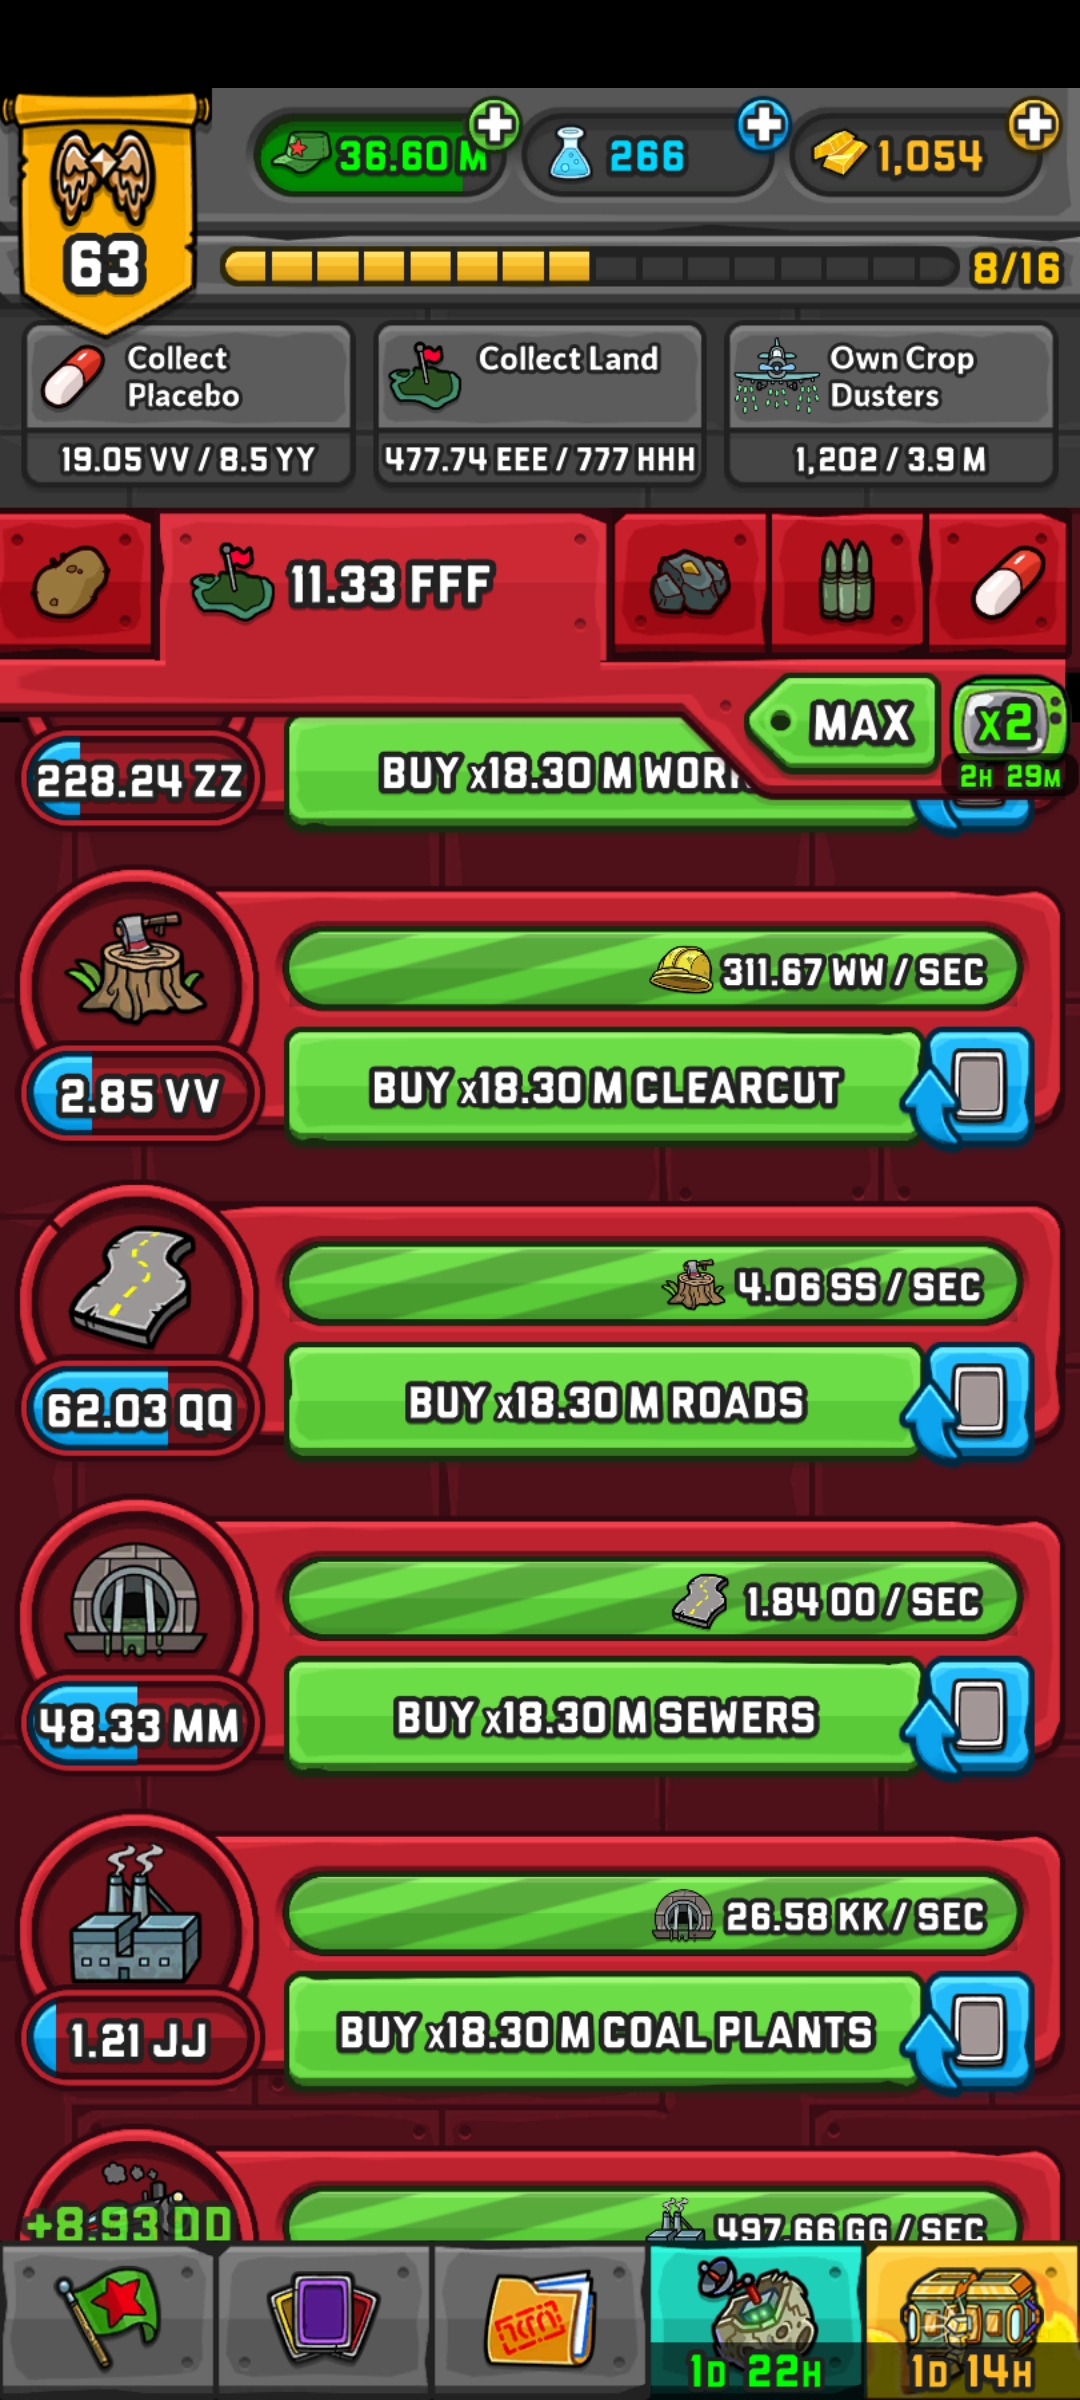 36.60 M
266
1,054
63
8/16
Collect
Placebo
19.05 VV / 8.5 YY
Collect Land
477.74 EEE / 777 HHH
Own Crop
Dusters
1,202 / 3.9 M
11.33 FFF
MAX
X2
2H 29M
228.24 ZZ
BUY x18.30 M
311.67 WW / SEC
2.85 VV
BUY x18.30 M CLEARCUT
4.06 SS / SEC
62.03 QQ
BUY x18.30 M ROADS
1.84 OO / SEC
48.33 MM
BUY x18.30 M SEWERS
26.58 KK / SEC
1.21 JJ
BUY x18.30 M COAL PLANTS
+8.93 DD
497.66 GG / SEC
1D 22H
1D 14H